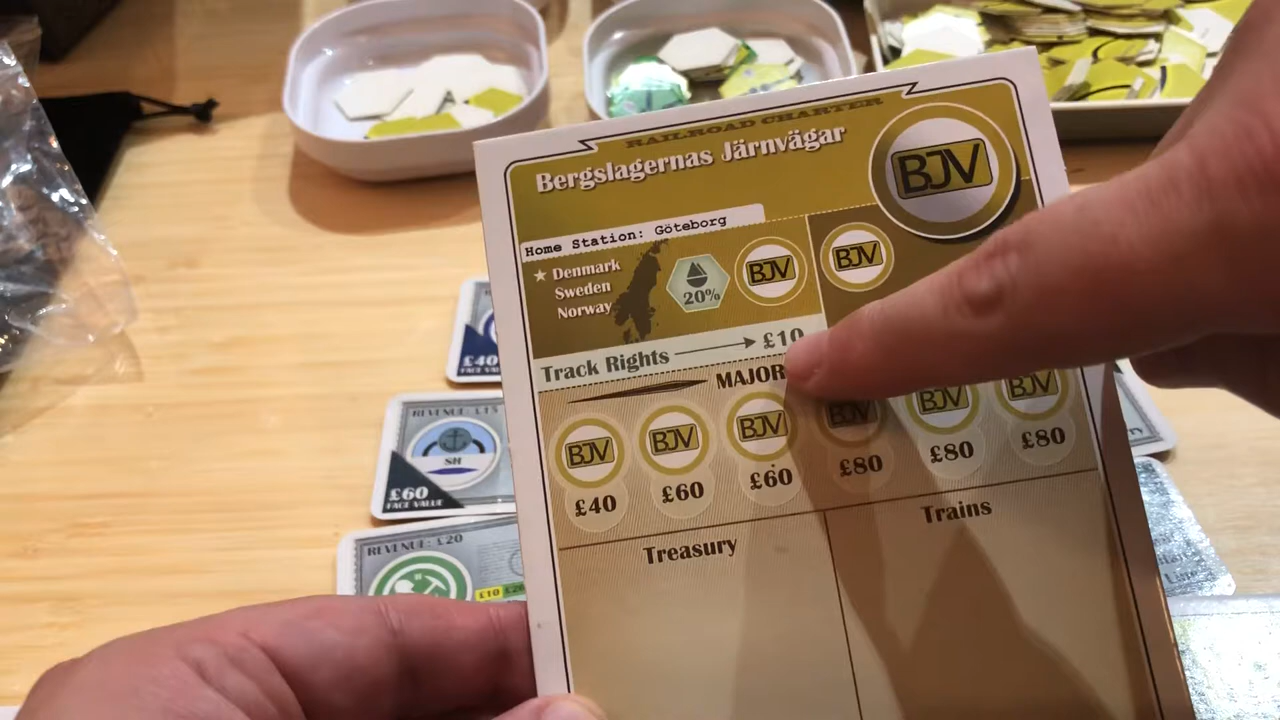 RAILROAD CHARTER
Bergslagernas Järnvägar
BJV
Home Station: Göteborg
★ Denmark
Sweden
Norway
20%
BJV
BJV
Track Rights → £10
MAJOR
BJV BJV BJV BJV BJV BJV
£40 £60 £60 £80 £80 £80
Treasury
Trains
£40
FACE VALUE
REVENUE: £15
SH
£60
FACE VALUE
REVENUE: £20
£10